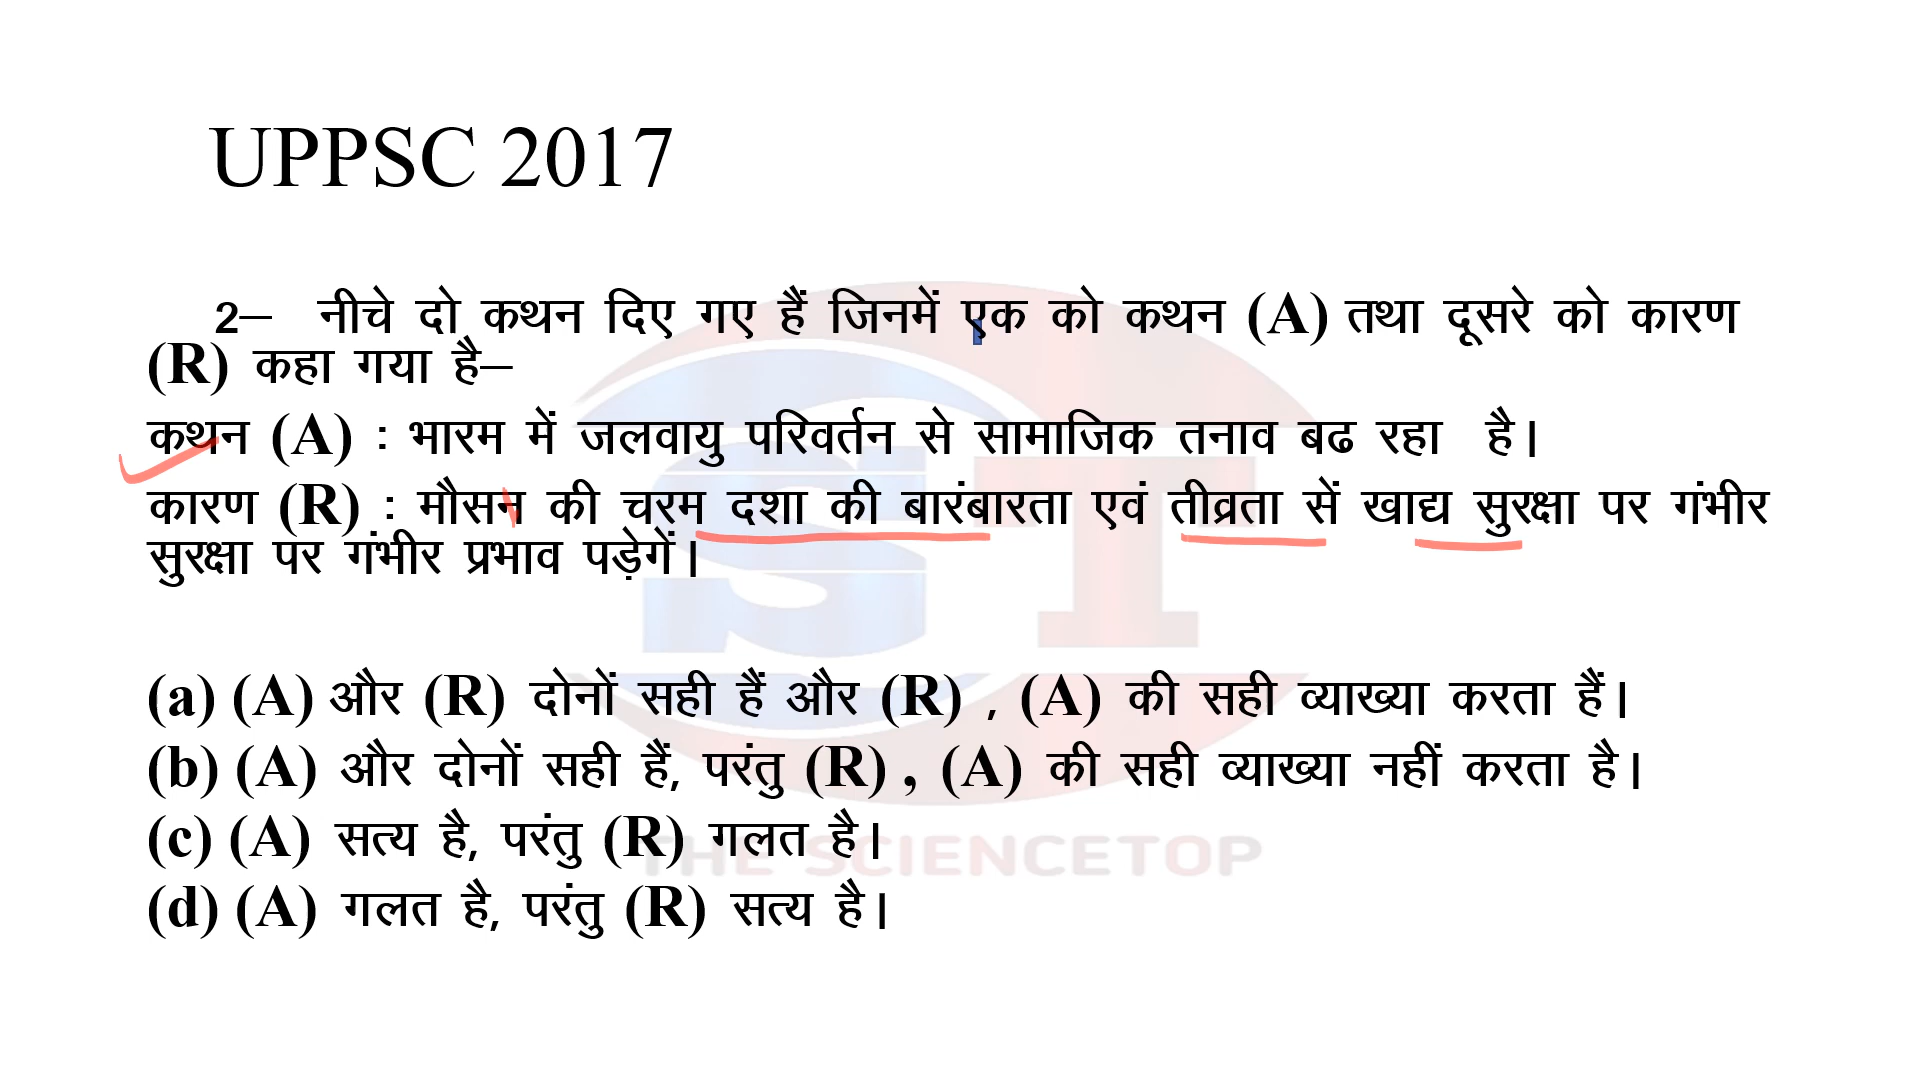 UPPSC 2017
2– नीचे दो कथन दिए गए हैं जिनमें एक को कथन (A) तथा दूसरे को कारण
(R) कहा गया है–
कथन (A) : भारम में जलवायु परिवर्तन से सामाजिक तनाव बढ रहा है।
कारण (R) : मौसन की चरम दशा की बारंबारता एवं तीव्रता सें खाद्य सुरक्षा पर गंभीर
सुरक्षा पर गंभीर प्रभाव पड़ेगें।
(a) (A) और (R) दोनों सही हैं और (R) , (A) की सही व्याख्या करता हैं।
(b) (A) और दोनों सही हैं, परंतु (R) , (A) की सही व्याख्या नहीं करता है।
(c) (A) सत्य है, परंतु (R) गलत है।
(d) (A) गलत है, परंतु (R) सत्य है।
ST
THE SCIENCETOP